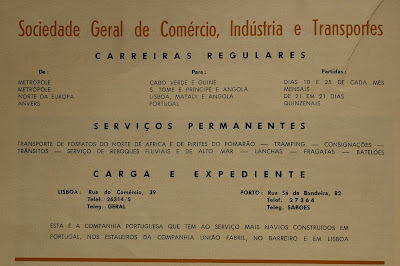 Sociedade Geral de Comércio, Indústria e Transportes
CARREIRAS REGULARES
De: Para: Partidas:
METRÓPOLE CABO VERDE E GUINÉ DIAS 10 E 25 DE CADA MÊS
METRÓPOLE S. TOMÉ E PRÍNCIPE E ANGOLA MENSAIS
NORTE DA EUROPA LISBOA, MATADI E ANGOLA DE 21 EM 21 DIAS
ANVERS PORTUGAL QUINZENAIS
SERVIÇOS PERMANENTES
TRANSPORTE DE FOSFATOS DO NORTE DE AFRICA E DE PIRITES DO POMARÃO — TRAMPING — CONSIGNAÇÕES —
TRÂNSITOS — SERVIÇO DE REBOQUES FLUVIAIS E DE ALTO MAR — LANCHAS — FRAGATAS — BATELÕES
CARGA E EXPEDIENTE
LISBOA: Rua do Comércio, 39 PORTO: Rua Sá da Bandeira, 82
Telef. 26314/5 Telef. 27364
Teleg. GERAL Teleg. SABÕES
ESTA É A COMPANHIA PORTUGUESA QUE TEM AO SERVIÇO MAIS NAVIOS CONSTRUIDOS EM
PORTUGAL, NOS ESTALEIROS DA COMPANHIA UNIÃO FABRIL, NO BARREIRO E EM LISBOA